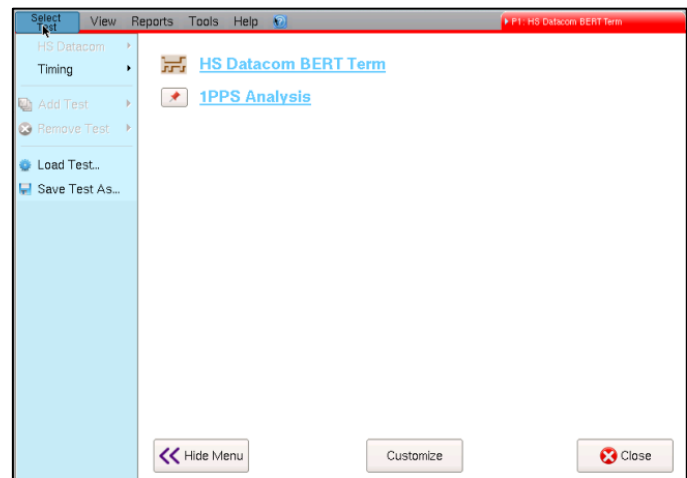 Select Test View Reports Tools Help P1: HS Datacom BERT Term
HS Datacom
Timing
Add Test
Remove Test
Load Test...
Save Test As...
HS Datacom BERT Term
1PPS Analysis
Hide Menu Customize Close